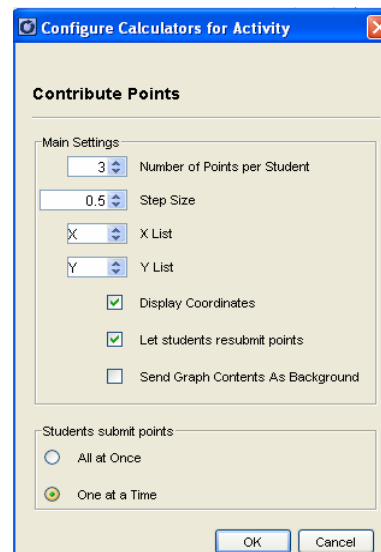 Configure Calculators for Activity
Contribute Points
Main Settings
3 Number of Points per Student
0.5 Step Size
X X List
Y Y List
Display Coordinates
Let students resubmit points
Send Graph Contents As Background
Students submit points
All at Once
One at a Time
OK Cancel